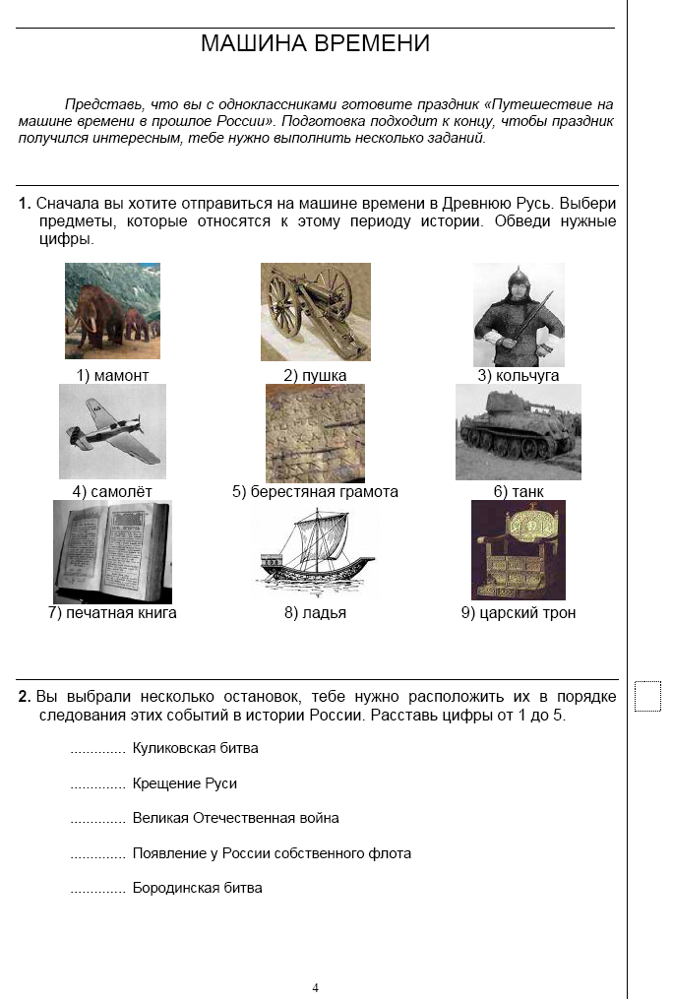 МАШИНА ВРЕМЕНИ
Представь, что вы с одноклассниками готовите праздник «Путешествие на
машине времени в прошлое России». Подготовка подходит к концу, чтобы праздник
получился интересным, тебе нужно выполнить несколько заданий.
1. Сначала вы хотите отправиться на машине времени в Древнюю Русь. Выбери
предметы, которые относятся к этому периоду истории. Обведи нужные
цифры.
1) мамонт
2) пушка
3) кольчуга
4) самолёт
5) берестяная грамота
6) танк
7) печатная книга
8) ладья
9) царский трон
2. Вы выбрали несколько остановок, тебе нужно расположить их в порядке
следования этих событий в истории России. Расставь цифры от 1 до 5.
.............. Куликовская битва
.............. Крещение Руси
.............. Великая Отечественная война
.............. Появление у России собственного флота
.............. Бородинская битва
4